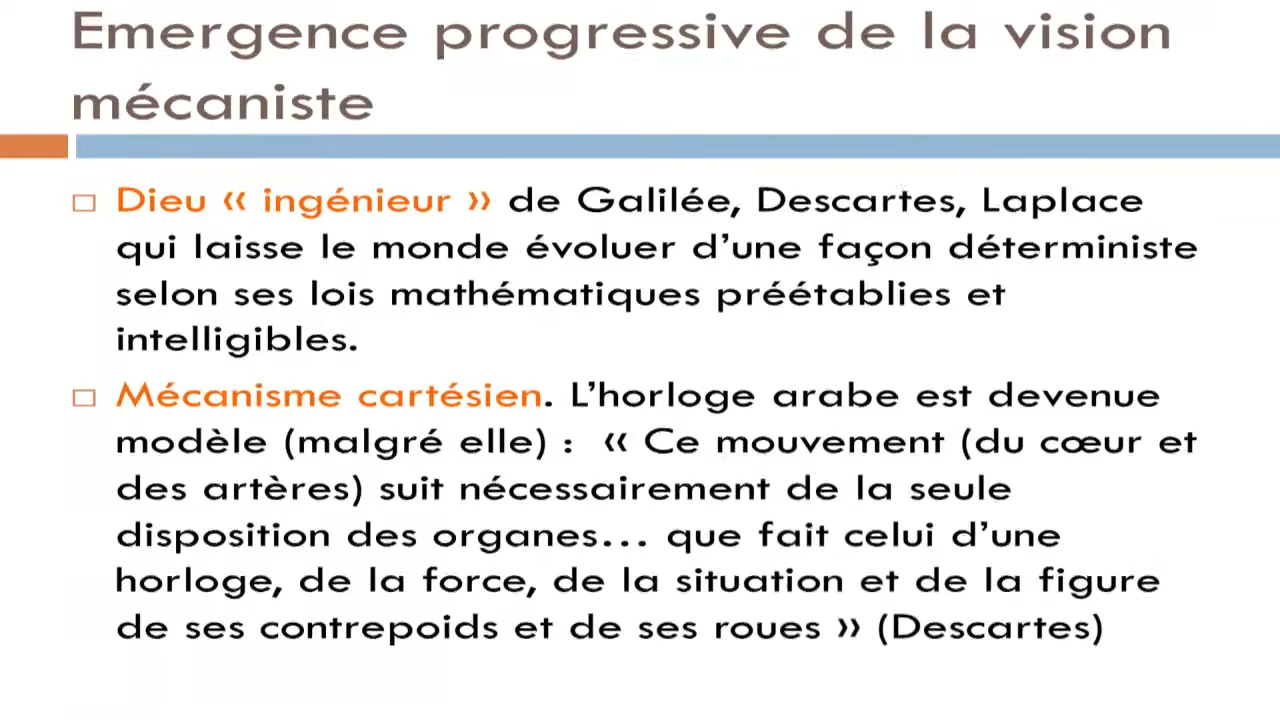 Emergence progressive de la vision
mécaniste
Dieu « ingénieur » de Galilée, Descartes, Laplace
qui laisse le monde évoluer d’une façon déterministe
selon ses lois mathématiques préétablies et
intelligibles.
Mécanisme cartésien. L’horloge arabe est devenue
modèle (malgré elle) : « Ce mouvement (du cœur et
des artères) suit nécessairement de la seule
disposition des organes… que fait celui d’une
horloge, de la force, de la situation et de la figure
de ses contrepoids et de ses roues » (Descartes)